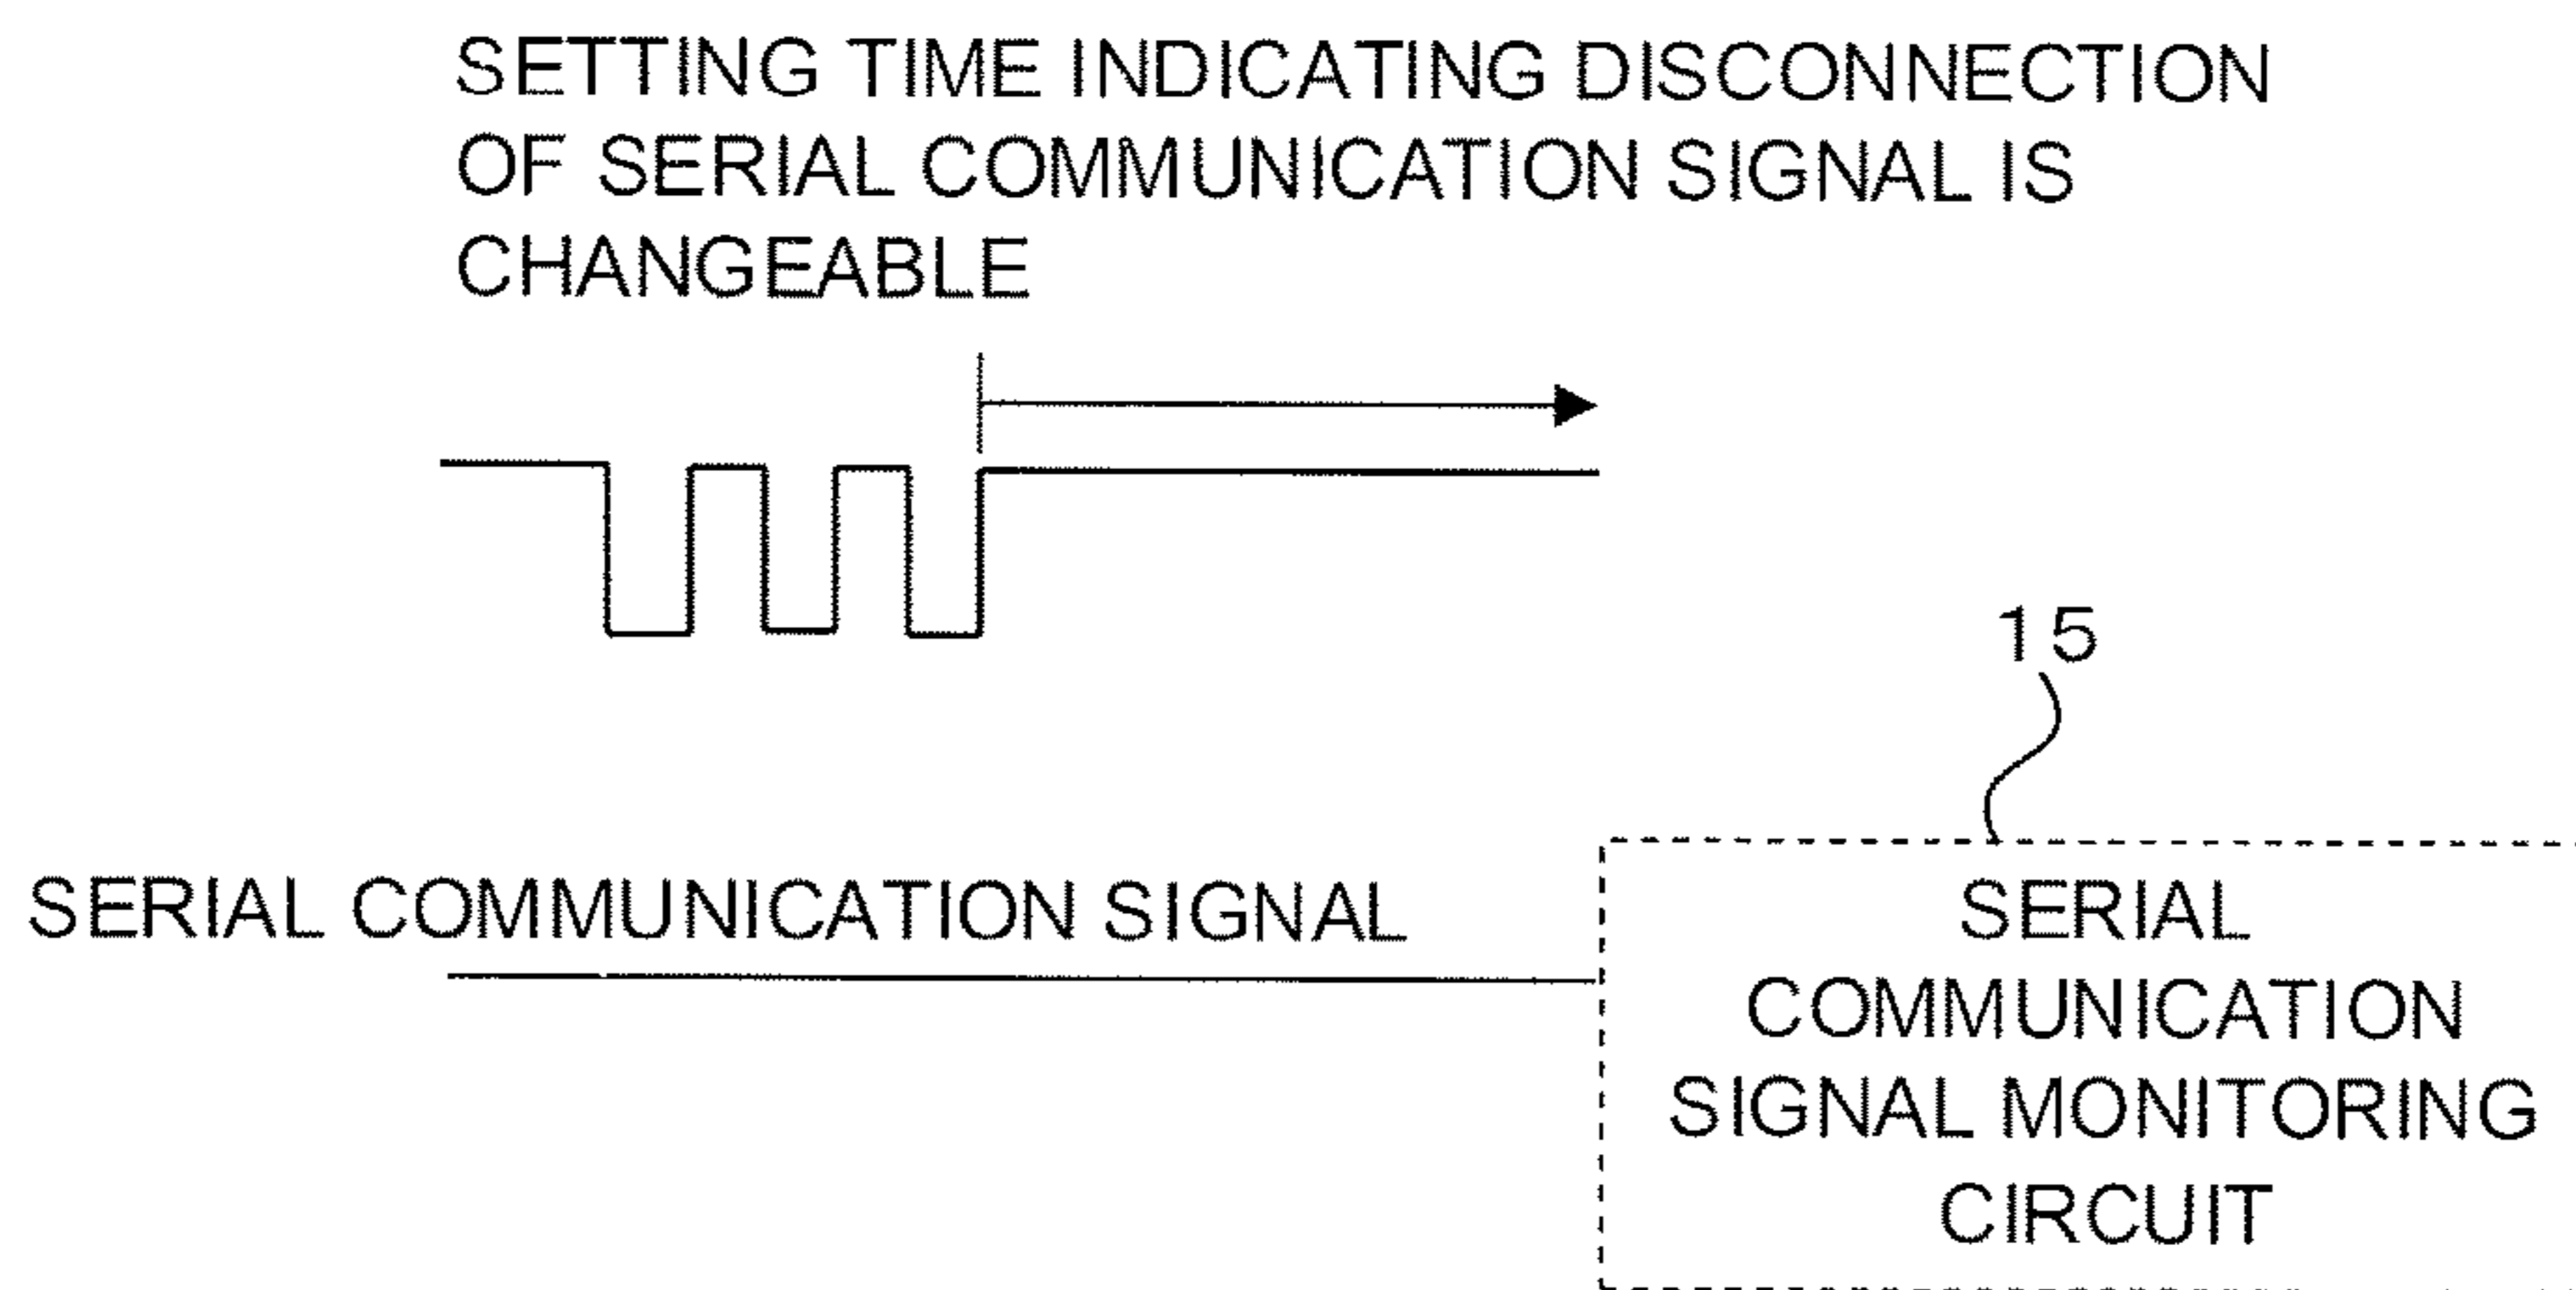 SETTING TIME INDICATING DISCONNECTION
OF SERIAL COMMUNICATION SIGNAL IS
CHANGEABLE
15
SERIAL COMMUNICATION SIGNAL
SERIAL
COMMUNICATION
SIGNAL MONITORING
CIRCUIT